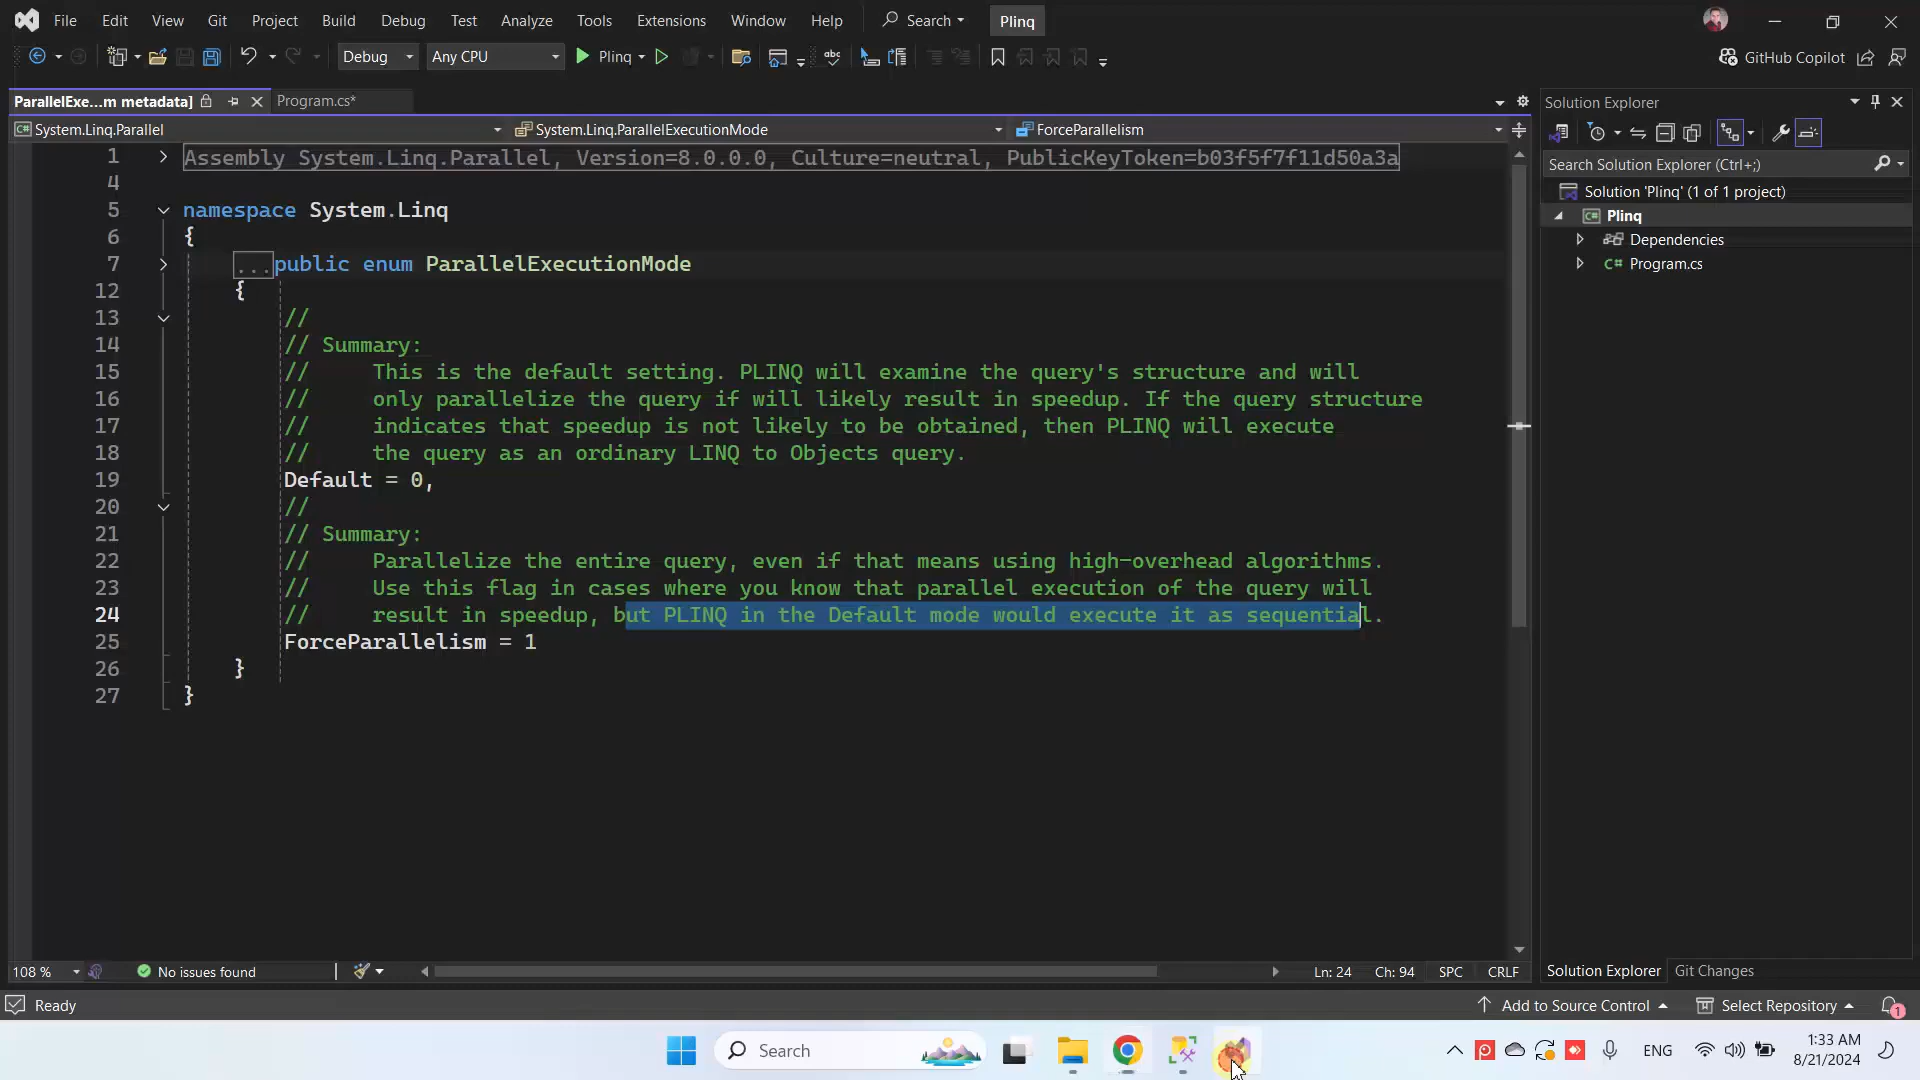 File Edit View Git Project Build Debug Test Analyze Tools Extensions Window Help Search Plinq
Debug Any CPU Plinq GitHub Copilot
ParallelExe...m metadata] Program.cs*
System.Linq.Parallel System.Linq.ParallelExecutionMode ForceParallelism
1 Assembly System.Linq.Parallel, Version=8.0.0.0, Culture=neutral, PublicKeyToken=b03f5f7f11d50a3a
4
5 namespace System.Linq
6 {
7 ...public enum ParallelExecutionMode
12 {
13 //
14 // Summary:
15 // This is the default setting. PLINQ will examine the query's structure and will
16 // only parallelize the query if will likely result in speedup. If the query structure
17 // indicates that speedup is not likely to be obtained, then PLINQ will execute
18 // the query as an ordinary LINQ to Objects query.
19 Default = 0,
20 //
21 // Summary:
22 // Parallelize the entire query, even if that means using high-overhead algorithms.
23 // Use this flag in cases where you know that parallel execution of the query will
24 // result in speedup, but PLINQ in the Default mode would execute it as sequential.
25 ForceParallelism = 1
26 }
27 }
108 % No issues found Ln: 24 Ch: 94 SPC CRLF
Solution Explorer
Search Solution Explorer (Ctrl+;)
Solution 'Plinq' (1 of 1 project)
Plinq
Dependencies
C# Program.cs
Solution Explorer Git Changes
Ready Add to Source Control Select Repository 1
Search ENG 1:33 AM
8/21/2024